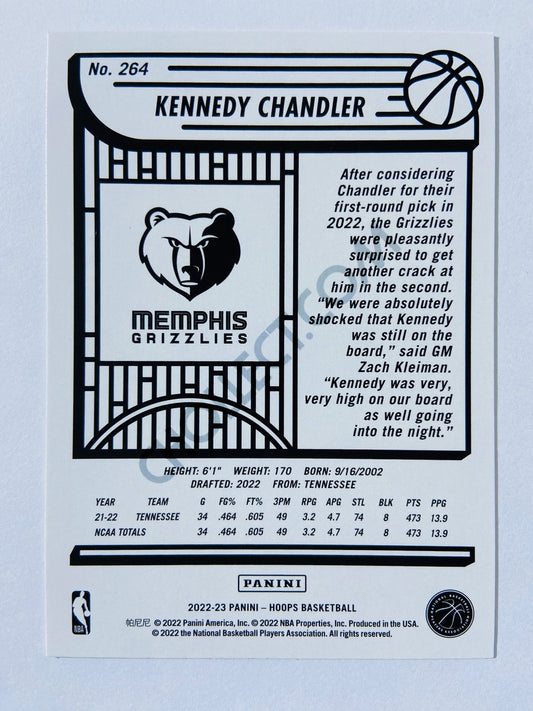 No. 264
KENNEDY CHANDLER
After considering
Chandler for their
first-round pick in
2022, the Grizzlies
were pleasantly
surprised to get
another crack at
him in the second.
“We were absolutely
shocked that Kennedy
was still on the
board,” said GM
Zach Kleiman.
“Kennedy was very,
very high on our board
as well going
into the night.”
MEMPHIS
GRIZZLIES
HEIGHT: 6'1" WEIGHT: 170 BORN: 9/16/2002
DRAFTED: 2022 FROM: TENNESSEE
YEAR TEAM G FG% FT% 3PM RPG APG STL BLK PTS PPG
21-22 TENNESSEE 34 .464 .605 49 3.2 4.7 74 8 473 13.9
NCAA TOTALS 34 .464 .605 49 3.2 4.7 74 8 473 13.9
PANINI
2022-23 PANINI – HOOPS BASKETBALL
帕尼尼 © 2022 Panini America, Inc. © 2022 NBA Properties, Inc. Produced in the USA.
© 2022 the National Basketball Players Association. All rights reserved.
NBA
NATIONAL BASKETBALL PLAYERS ASSOCIATION